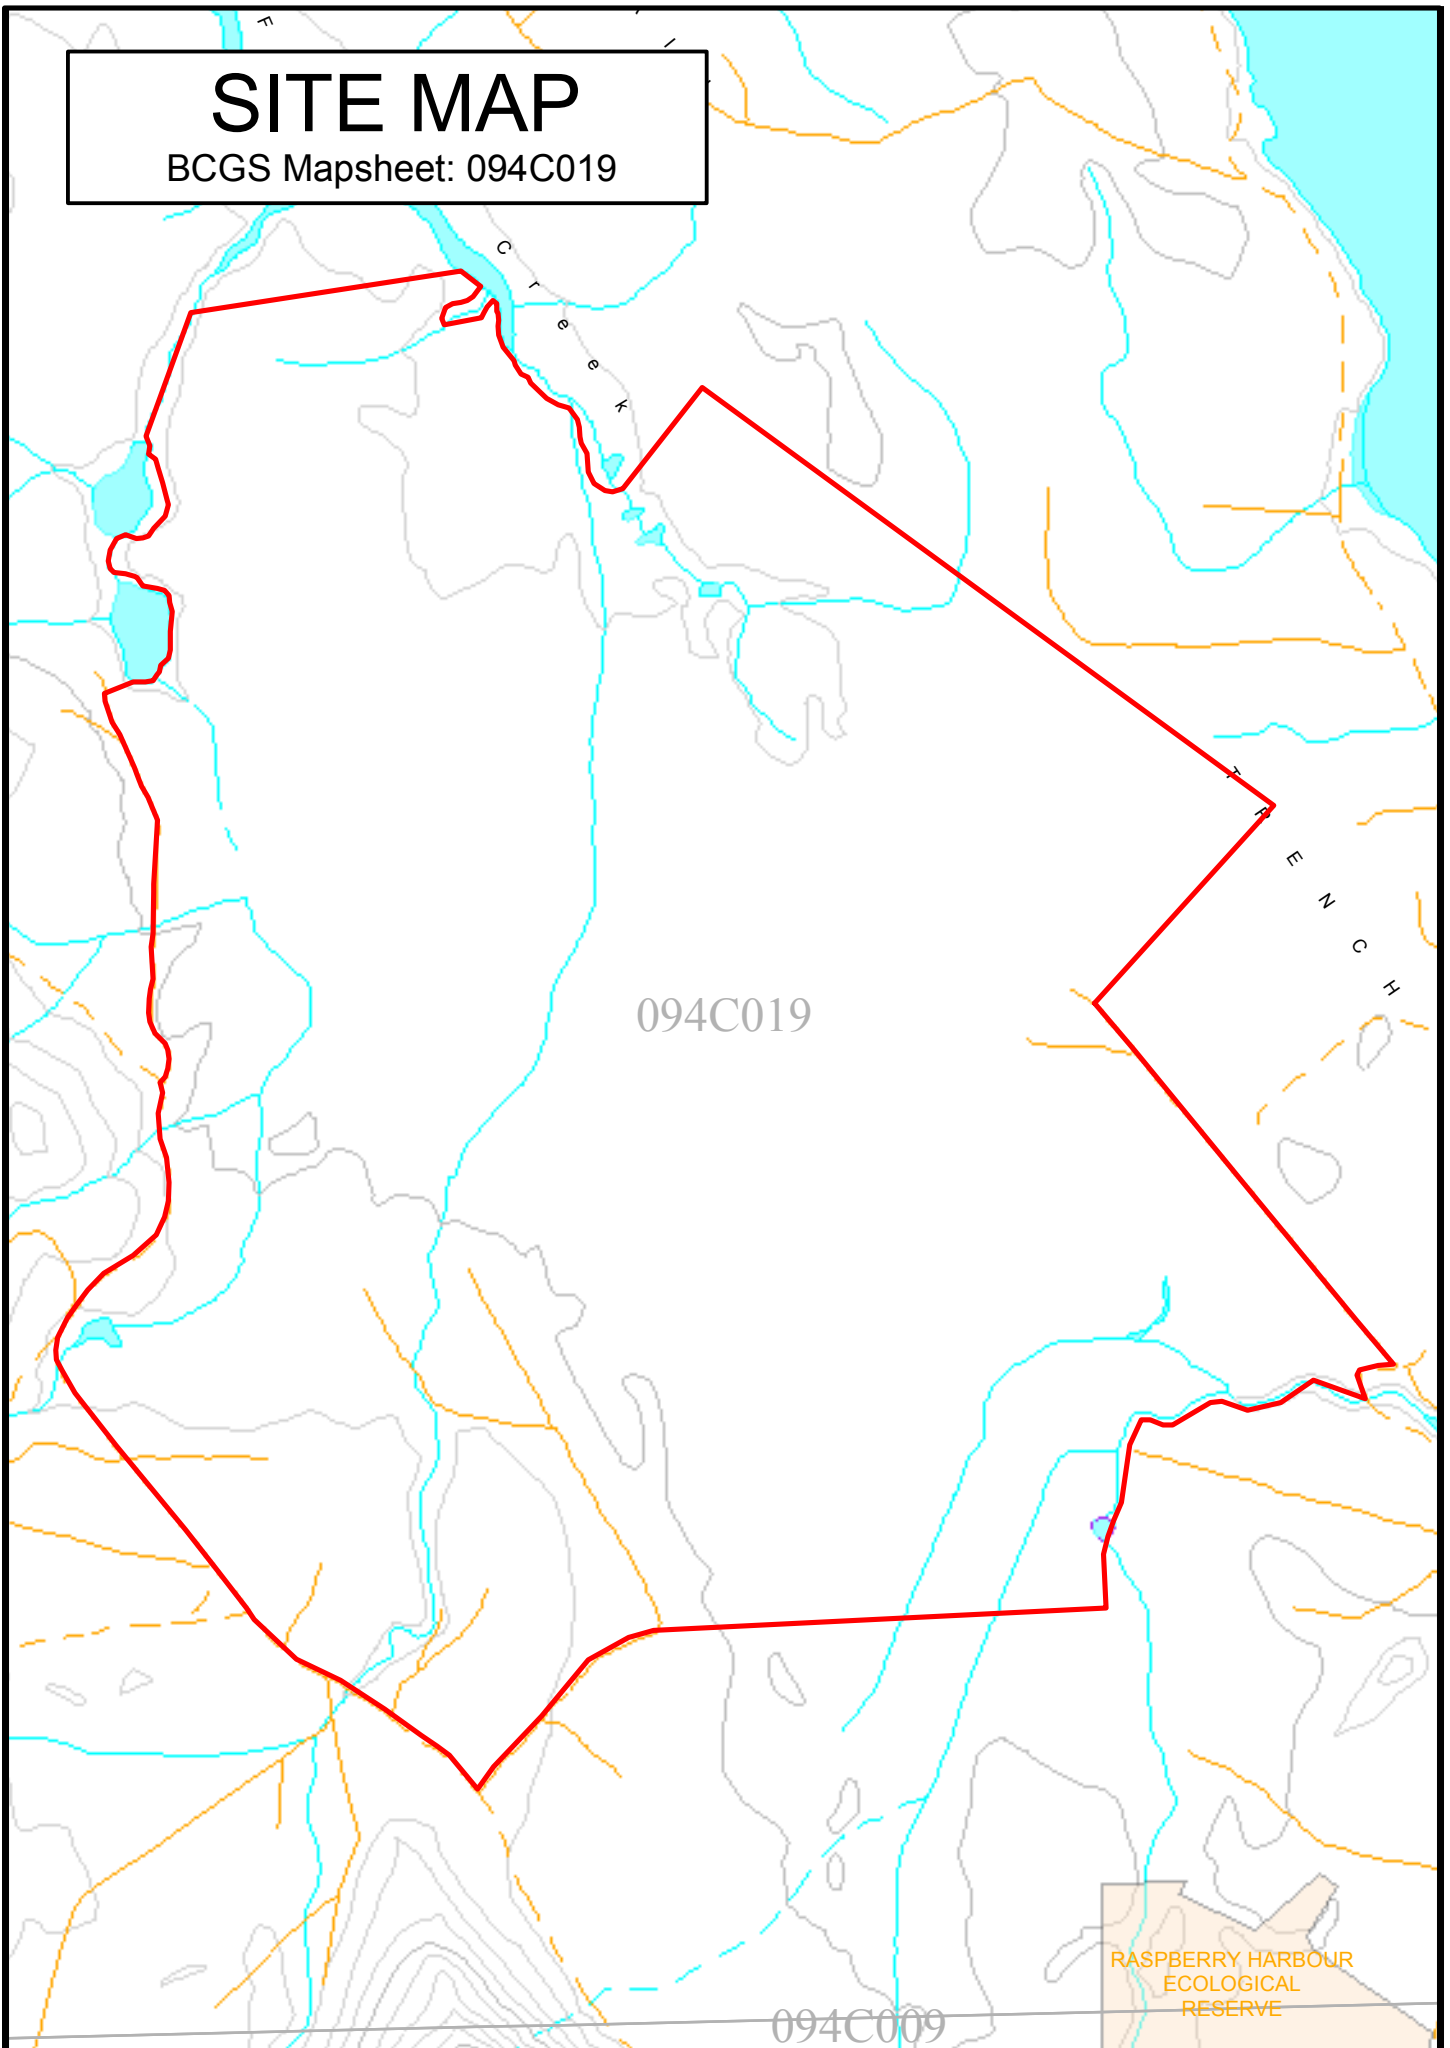 SITE MAP
BCGS Mapsheet: 094C019
F
I
Creek
TRENCH
094C019
RASPBERRY HARBOUR
ECOLOGICAL
RESERVE
094C009